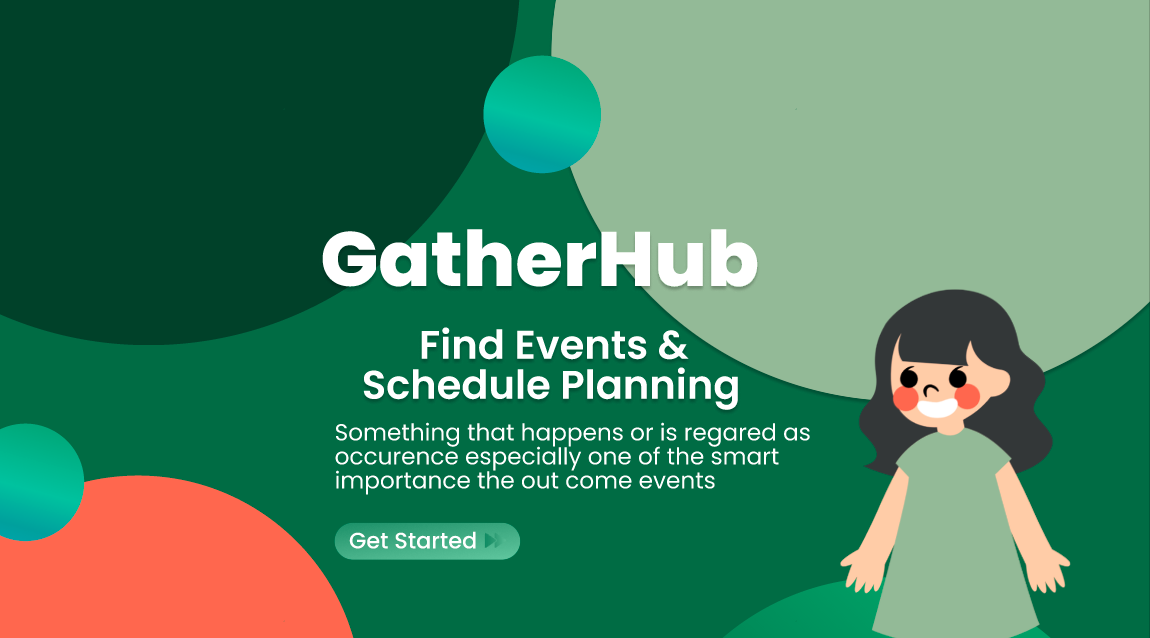 GatherHub
Find Events &
Schedule Planning
Something that happens or is regared as
occurence especially one of the smart
importance the out come events
Get Started